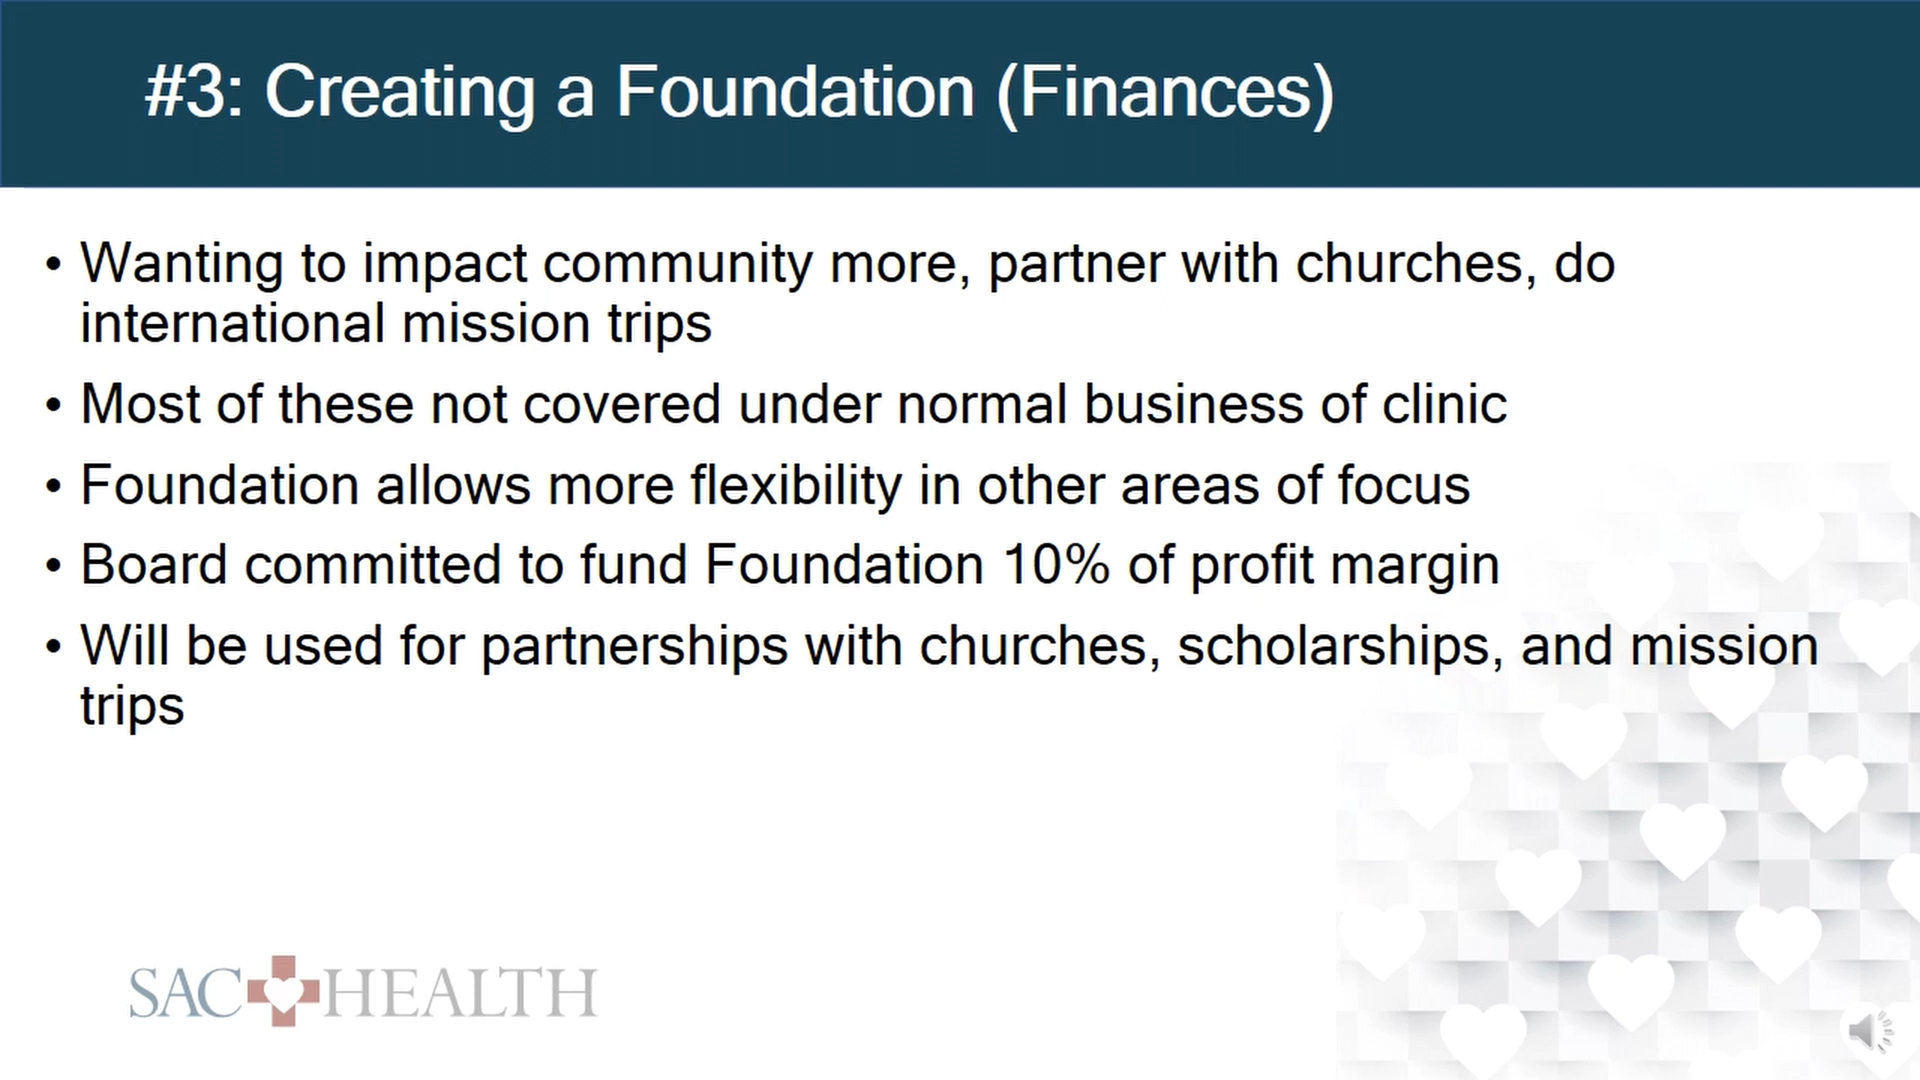 #3: Creating a Foundation (Finances)
• Wanting to impact community more, partner with churches, do
international mission trips
• Most of these not covered under normal business of clinic
• Foundation allows more flexibility in other areas of focus
• Board committed to fund Foundation 10% of profit margin
• Will be used for partnerships with churches, scholarships, and mission
trips
SAC HEALTH